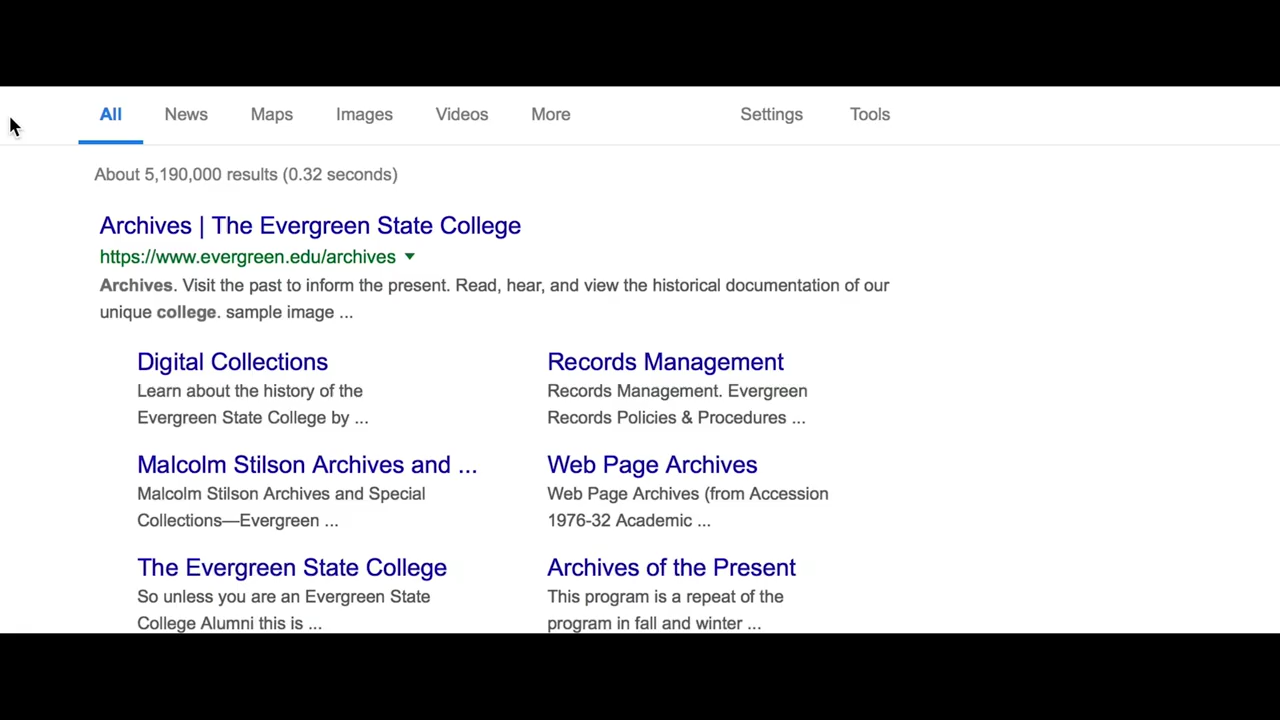 All News Maps Images Videos More Settings Tools
About 5,190,000 results (0.32 seconds)
Archives | The Evergreen State College
https://www.evergreen.edu/archives
Archives. Visit the past to inform the present. Read, hear, and view the historical documentation of our
unique college. sample image ...
Digital Collections
Learn about the history of the
Evergreen State College by ...
Records Management
Records Management. Evergreen
Records Policies & Procedures ...
Malcolm Stilson Archives and ...
Malcolm Stilson Archives and Special
Collections—Evergreen ...
Web Page Archives
Web Page Archives (from Accession
1976-32 Academic ...
The Evergreen State College
So unless you are an Evergreen State
College Alumni this is ...
Archives of the Present
This program is a repeat of the
program in fall and winter ...